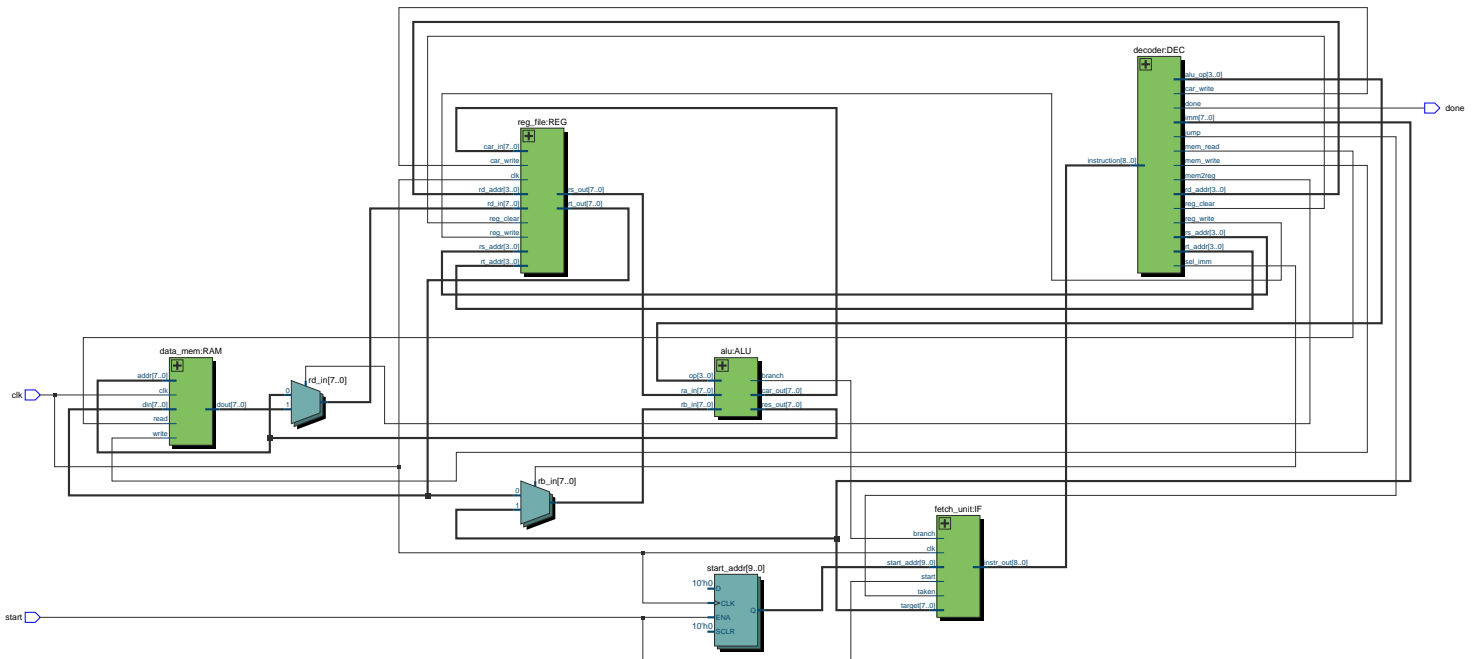 decoder:DEC
alu_op[3..0]
car_write
done
imm[7..0]
jump
mem_read
instruction[8..0]
mem_write
mem2reg
rd_addr[3..0]
reg_clear
reg_write
rs_addr[3..0]
rt_addr[3..0]
sel_imm
done
reg_file:REG
car_in[7..0]
car_write
clk
rd_addr[3..0]
rs_out[7..0]
rd_in[7..0]
rt_out[7..0]
reg_clear
reg_write
rs_addr[3..0]
rt_addr[3..0]
data_mem:RAM
addr[7..0]
clk
din[7..0]
dout[7..0]
read
write
clk
rd_in[7..0]
0
1
alu:ALU
op[3..0]
branch
ra_in[7..0]
car_out[7..0]
rb_in[7..0]
res_out[7..0]
rb_in[7..0]
0
1
fetch_unit:IF
branch
clk
start_addr[9..0]
instr_out[8..0]
start
taken
target[7..0]
start_addr[9..0]
10'h0
D
CLK
Q
ENA
10'h0
SCLR
start